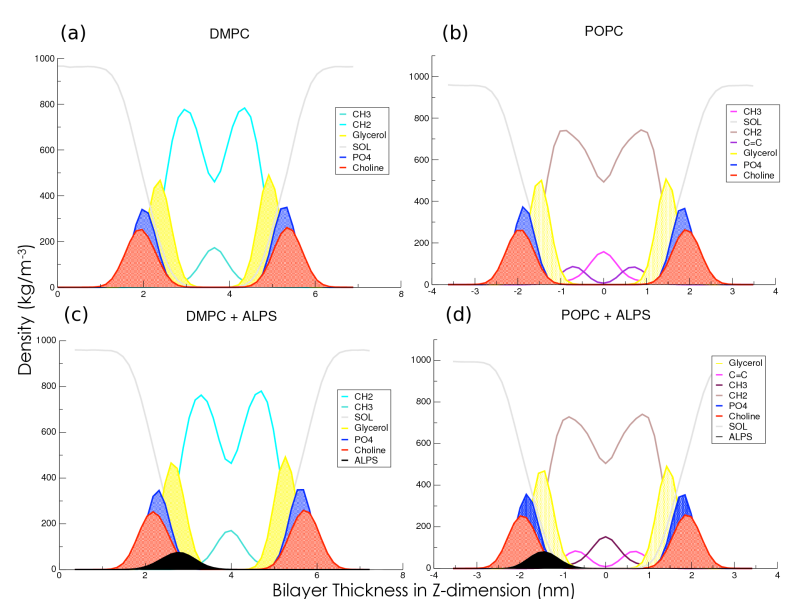 (a)
DMPC
1000
800
600
400
200
0
0
2
4
6
8
CH3
CH2
Glycerol
SOL
PO4
Choline
(b)
POPC
1000
800
600
400
200
0
-4
-3
-2
-1
0
1
2
3
4
CH3
SOL
CH2
C=C
Glycerol
PO4
Choline
Density (kg/m-3)
(c)
DMPC + ALPS
1000
800
600
400
200
0
2
4
6
8
CH2
CH3
SOL
Glycerol
PO4
Choline
ALPS
(d)
POPC + ALPS
1000
800
600
400
200
0
-4
-3
-2
-1
0
1
2
3
4
Glycerol
C=C
CH3
CH2
PO4
Choline
SOL
ALPS
Bilayer Thickness in Z-dimension (nm)